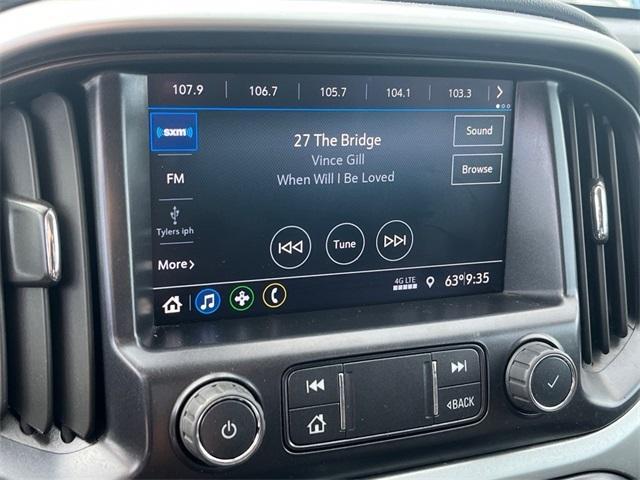 107.9 106.7 105.7 104.1 103.3
sxm
27 The Bridge
Sound
Vince Gill
FM
When Will I Be Loved
Browse
Tylers iph
Tune
More
4G LTE
63° 9:35
BACK